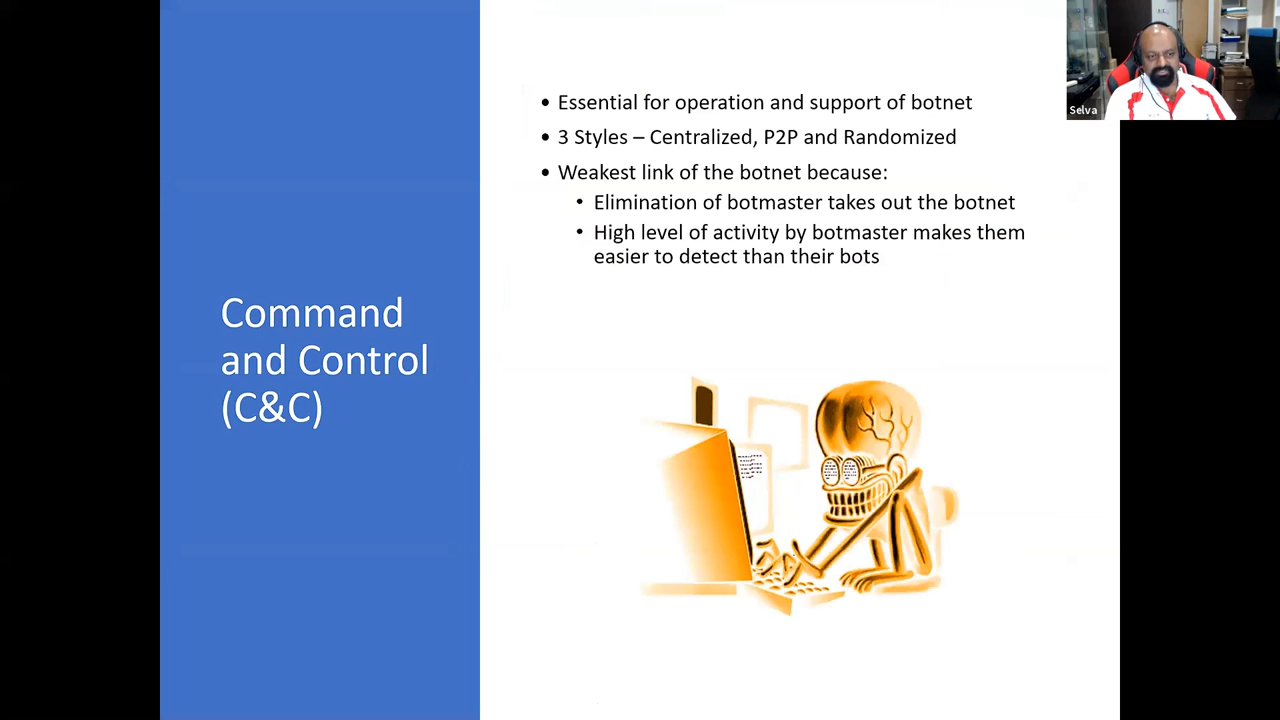 Selva
• Essential for operation and support of botnet
• 3 Styles – Centralized, P2P and Randomized
• Weakest link of the botnet because:
• Elimination of botmaster takes out the botnet
• High level of activity by botmaster makes them
easier to detect than their bots
Command
and Control
(C&C)